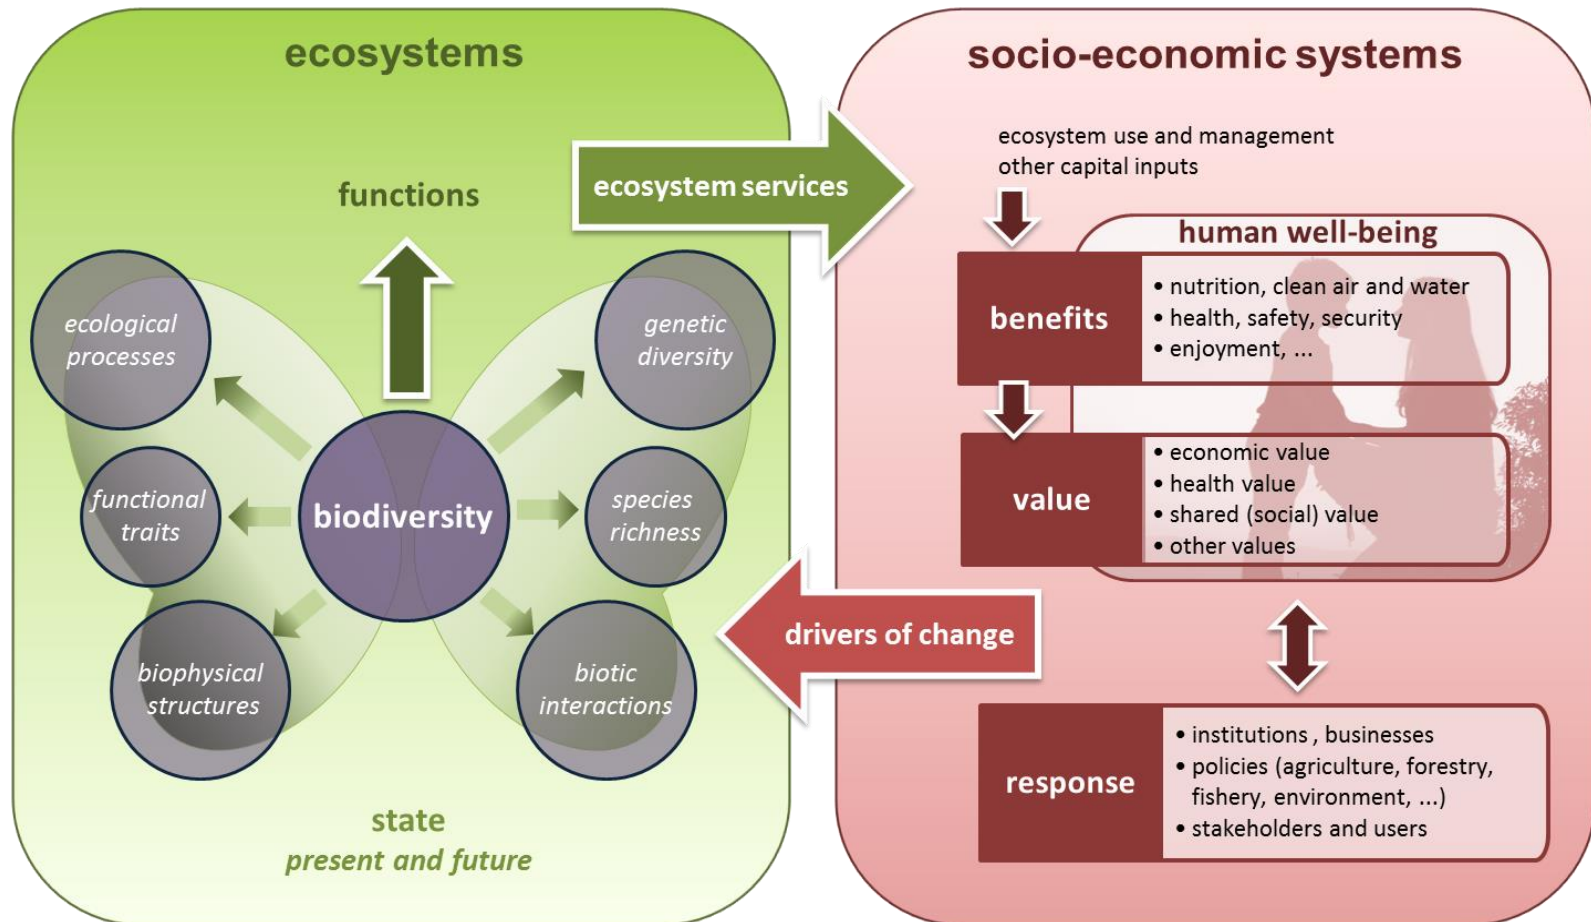 ecosystems
functions
ecological
processes
genetic
diversity
functional
traits
biodiversity
species
richness
biophysical
structures
biotic
interactions
state
present and future
ecosystem services
drivers of change
socio-economic systems
ecosystem use and management
other capital inputs
human well-being
benefits
• nutrition, clean air and water
• health, safety, security
• enjoyment, ...
value
• economic value
• health value
• shared (social) value
• other values
response
• institutions , businesses
• policies (agriculture, forestry,
fishery, environment, ...)
• stakeholders and users